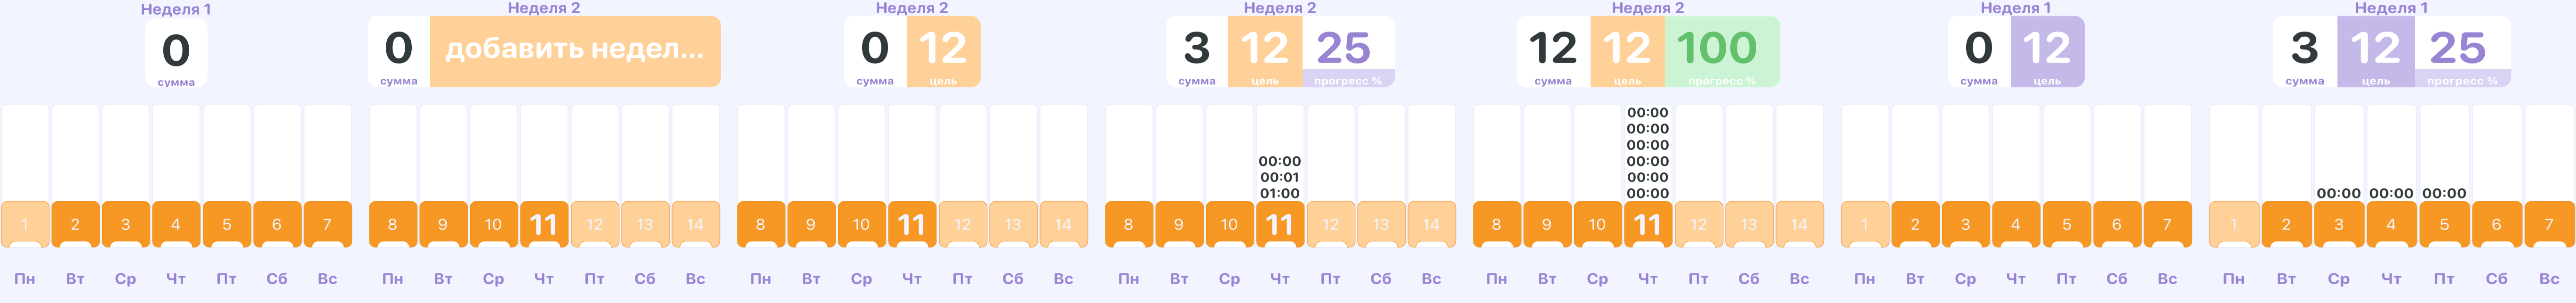 Неделя 1
0
сумма
1 2 3 4 5 6 7
Пн Вт Ср Чт Пт Сб Вс
Неделя 2
0 добавить недел...
сумма
8 9 10 11 12 13 14
Пн Вт Ср Чт Пт Сб Вс
Неделя 2
0 12
сумма цель
8 9 10 11 12 13 14
Пн Вт Ср Чт Пт Сб Вс
Неделя 2
3 12 25
сумма цель прогресс %
00:00
00:01
01:00
8 9 10 11 12 13 14
Пн Вт Ср Чт Пт Сб Вс
Неделя 2
12 12 100
сумма цель прогресс %
00:00
00:00
00:00
00:00
00:00
00:00
8 9 10 11 12 13 14
Пн Вт Ср Чт Пт Сб Вс
Неделя 1
0 12
сумма цель
1 2 3 4 5 6 7
Пн Вт Ср Чт Пт Сб Вс
Неделя 1
3 12 25
сумма цель прогресс %
00:00 00:00 00:00
1 2 3 4 5 6 7
Пн Вт Ср Чт Пт Сб Вс